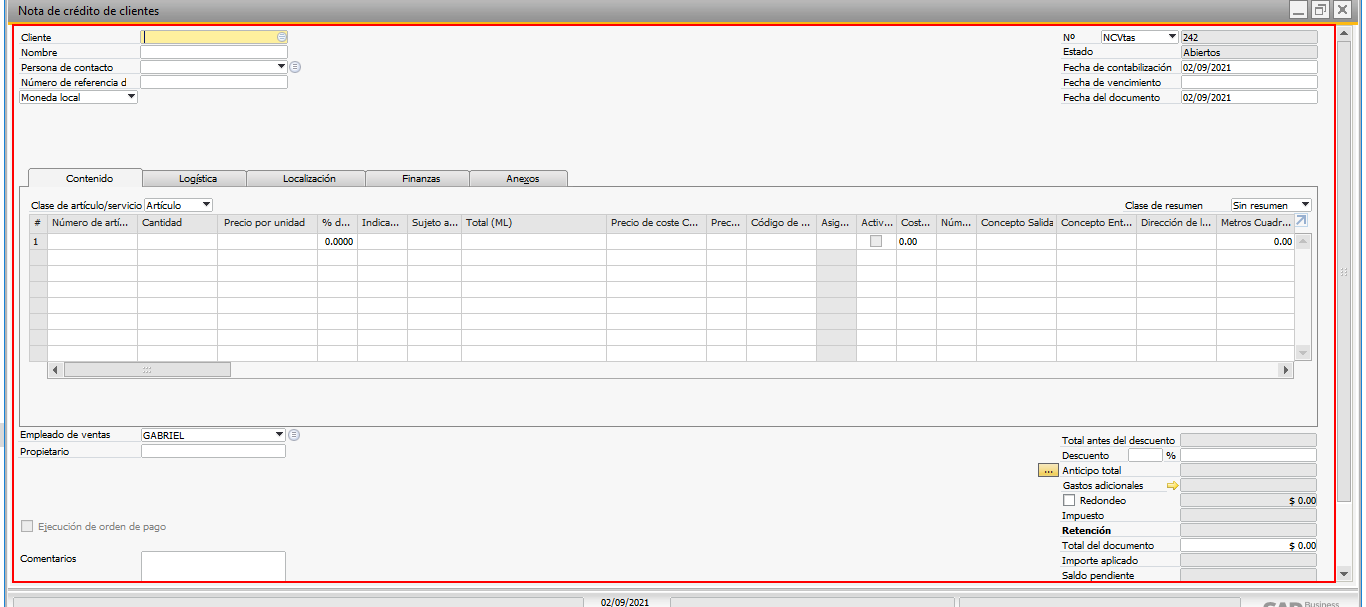 Nota de crédito de clientes
Cliente
Nombre
Persona de contacto
Número de referencia d
Moneda local
Nº NCVtas 242
Estado Abiertos
Fecha de contabilización 02/09/2021
Fecha de vencimiento
Fecha del documento 02/09/2021
Contenido Logística Localización Finanzas Anexos
Clase de artículo/servicio Artículo Clase de resumen Sin resumen
# Número de artí... Cantidad Precio por unidad % d... Indica... Sujeto a... Total (ML) Precio de coste C... Prec... Código de ... Asig... Activ... Cost... Núm... Concepto Salida Concepto Ent... Dirección de l... Metros Cuadr...
1 0.0000 0.00 0.00
Empleado de ventas GABRIEL
Propietario
Ejecución de orden de pago
Comentarios
Total antes del descuento
Descuento %
... Anticipo total
Gastos adicionales
Redondeo $ 0.00
Impuesto
Retención
Total del documento $ 0.00
Importe aplicado
Saldo pendiente
02/09/2021
Business